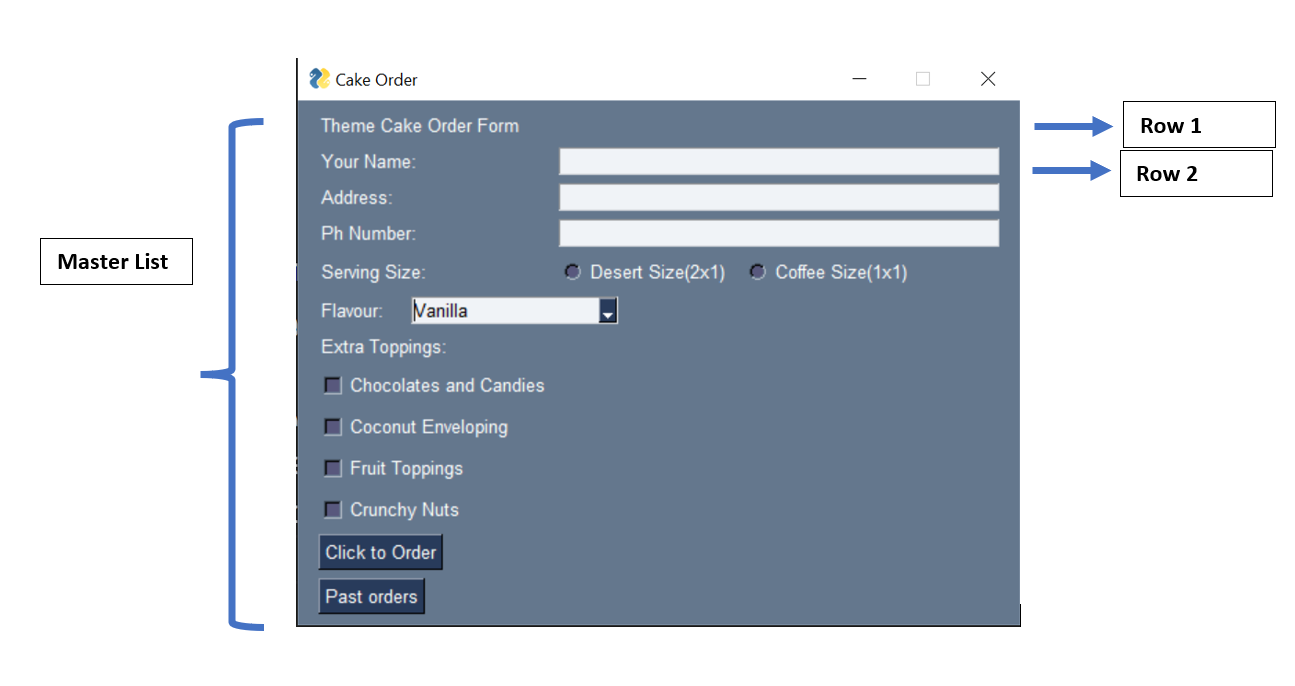 Cake Order
Theme Cake Order Form
Row 1
Your Name:
Row 2
Address:
Ph Number:
Master List
Serving Size: Desert Size(2x1) Coffee Size(1x1)
Flavour: Vanilla
Extra Toppings:
Chocolates and Candies
Coconut Enveloping
Fruit Toppings
Crunchy Nuts
Click to Order
Past orders